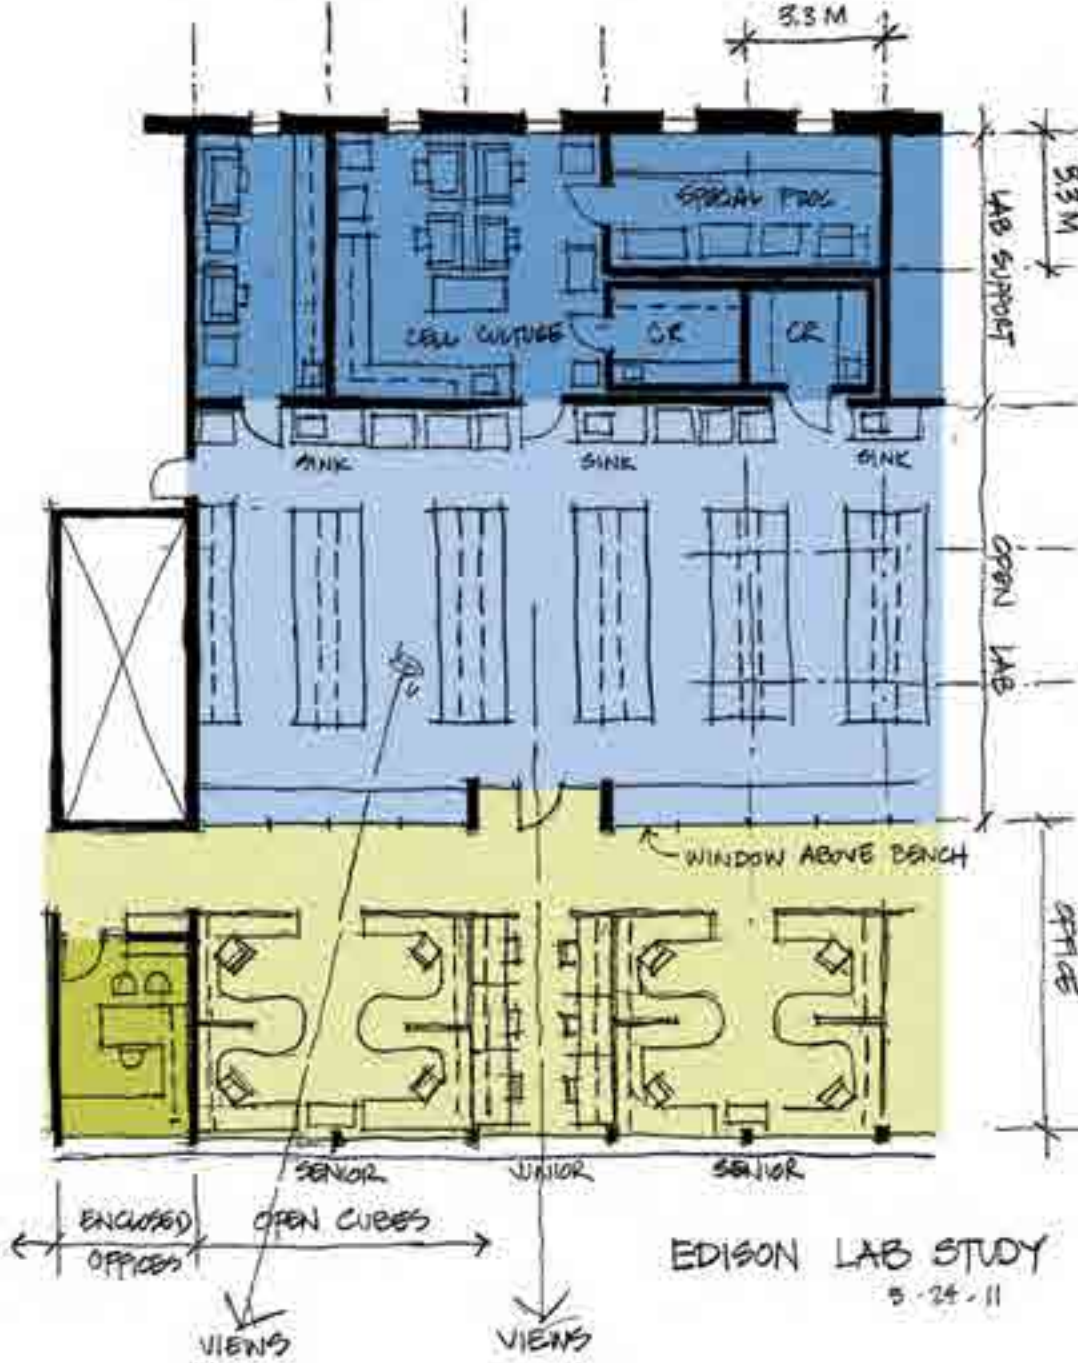 3.3 M
3.3 M
LAB SUPPORT
SPECIAL PROC
CELL CULTURE
CR
CR
SINK
SINK
SINK
OPEN LAB
WINDOW ABOVE BENCH
OFFICE
SENIOR
JUNIOR
SENIOR
ENCLOSED
OFFICES
OPEN CUBES
EDISON LAB STUDY
5-24-11
VIEWS
VIEWS